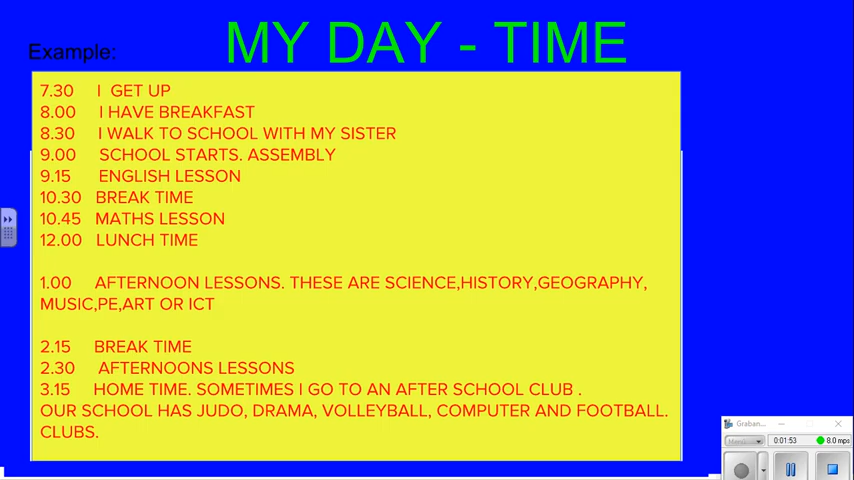 MY DAY - TIME
Example:
7.30 I GET UP
8.00 I HAVE BREAKFAST
8.30 I WALK TO SCHOOL WITH MY SISTER
9.00 SCHOOL STARTS. ASSEMBLY
9.15 ENGLISH LESSON
10.30 BREAK TIME
10.45 MATHS LESSON
12.00 LUNCH TIME
1.00 AFTERNOON LESSONS. THESE ARE SCIENCE,HISTORY,GEOGRAPHY,
MUSIC,PE,ART OR ICT
2.15 BREAK TIME
2.30 AFTERNOONS LESSONS
3.15 HOME TIME. SOMETIMES I GO TO AN AFTER SCHOOL CLUB .
OUR SCHOOL HAS JUDO, DRAMA, VOLLEYBALL, COMPUTER AND FOOTBALL.
CLUBS.
Graban...
Menú
0:01:53
8.0 mps